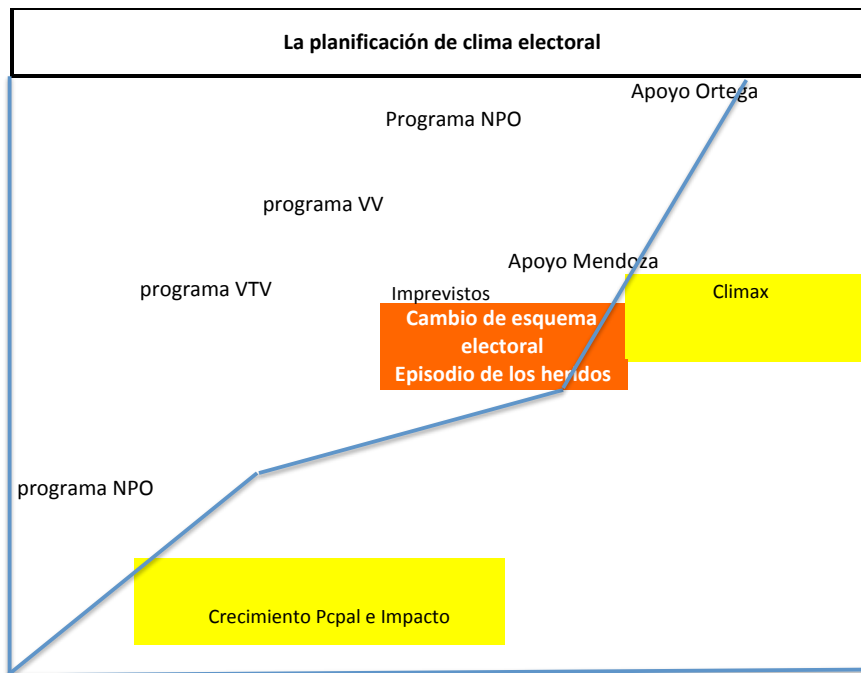 La planificación de clima electoral
Apoyo Ortega
Programa NPO
programa VV
Apoyo Mendoza
programa VTV
Imprevistos
Climax
Cambio de esquema
electoral
Episodio de los heridos
programa NPO
Crecimiento Pcpal e Impacto